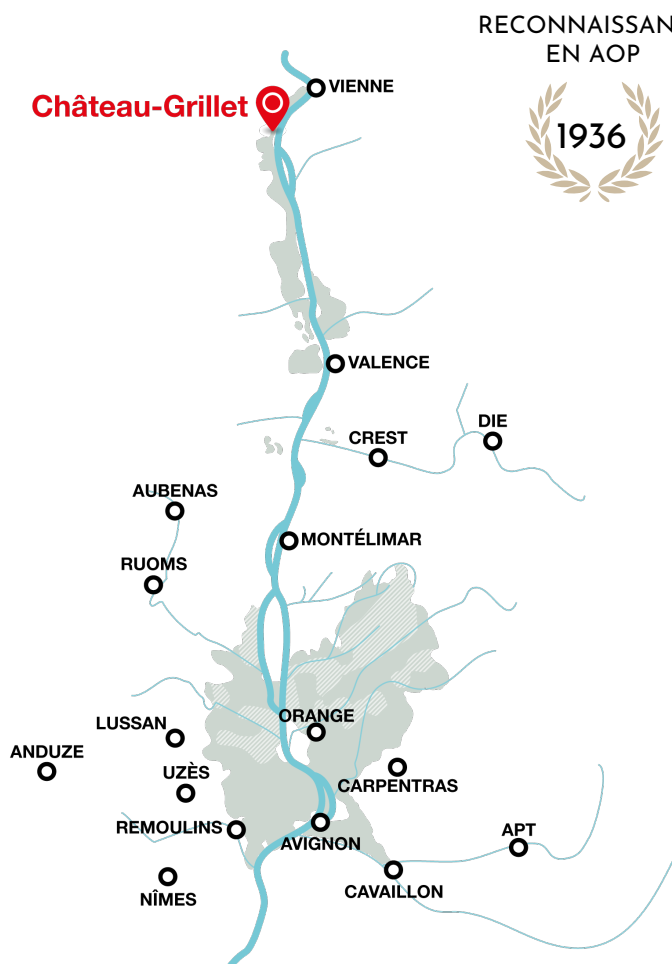 RECONNAISSAN
EN AOP
1936
VIENNE
Château-Grillet
VALENCE
DIE
CREST
AUBENAS
MONTÉLIMAR
RUOMS
ORANGE
LUSSAN
ANDUZE
UZÈS
CARPENTRAS
REMOULINS
AVIGNON
APT
CAVAILLON
NÎMES